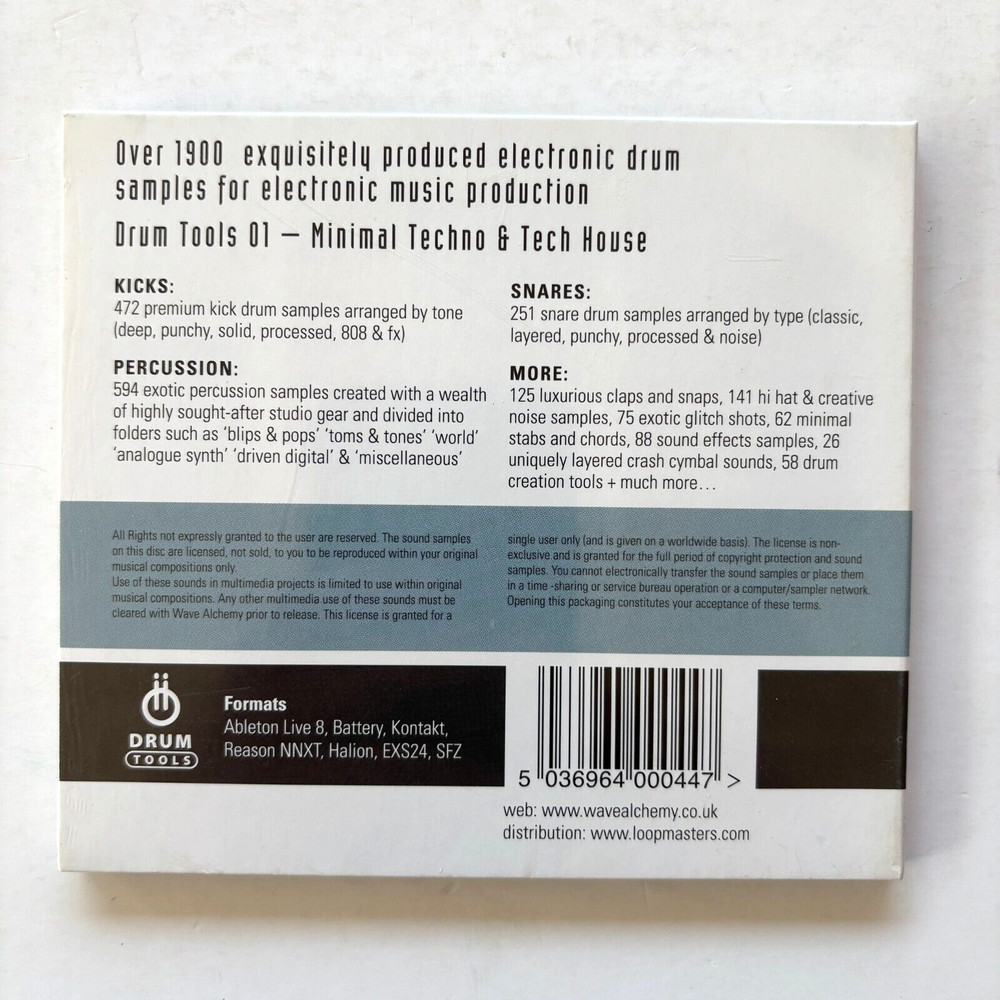 Over 1900 exquisitely produced electronic drum
samples for electronic music production
Drum Tools 01 – Minimal Techno & Tech House
KICKS:
472 premium kick drum samples arranged by tone
(deep, punchy, solid, processed, 808 & fx)
PERCUSSION:
594 exotic percussion samples created with a wealth
of highly sought-after studio gear and divided into
folders such as ‘blips & pops’ ‘toms & tones’ ‘world’
‘analogue synth’ ‘driven digital’ & ‘miscellaneous’
SNARES:
251 snare drum samples arranged by type (classic,
layered, punchy, processed & noise)
MORE:
125 luxurious claps and snaps, 141 hi hat & creative
noise samples, 75 exotic glitch shots, 62 minimal
stabs and chords, 88 sound effects samples, 26
uniquely layered crash cymbal sounds, 58 drum
creation tools + much more...
All Rights not expressly granted to the user are reserved. The sound samples
on this disc are licensed, not sold, to you to be reproduced within your original
musical compositions only.
Use of these sounds in multimedia projects is limited to use within original
musical compositions. Any other multimedia use of these sounds must be
cleared with Wave Alchemy prior to release. This license is granted for a
single user only (and is given on a worldwide basis). The license is non-
exclusive and is granted for the full period of copyright protection and sound
samples. You cannot electronically transfer the sound samples or place them
in a time -sharing or service bureau operation or a computer/sampler network.
Opening this packaging constitutes your acceptance of these terms.
DRUM
TOOLS
Formats
Ableton Live 8, Battery, Kontakt,
Reason NNXT, Halion, EXS24, SFZ
5 036964 000447 >
web: www.wavealchemy.co.uk
distribution: www.loopmasters.com